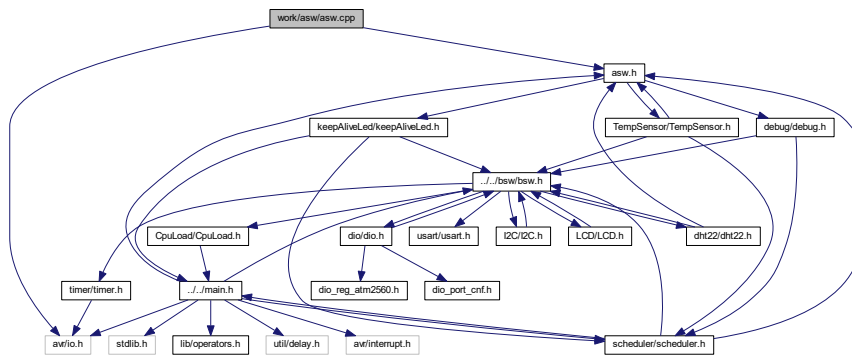 work/asw/asw.cpp
asw.h
keepAliveLed/keepAliveLed.h
TempSensor/TempSensor.h
debug/debug.h
../../bsw/bsw.h
CpuLoad/CpuLoad.h
dio/dio.h
usart/usart.h
I2C/I2C.h
LCD/LCD.h
dht22/dht22.h
timer/timer.h
../../main.h
dio_reg_atm2560.h
dio_port_cnf.h
avr/io.h
stdlib.h
lib/operators.h
util/delay.h
avr/interrupt.h
scheduler/scheduler.h